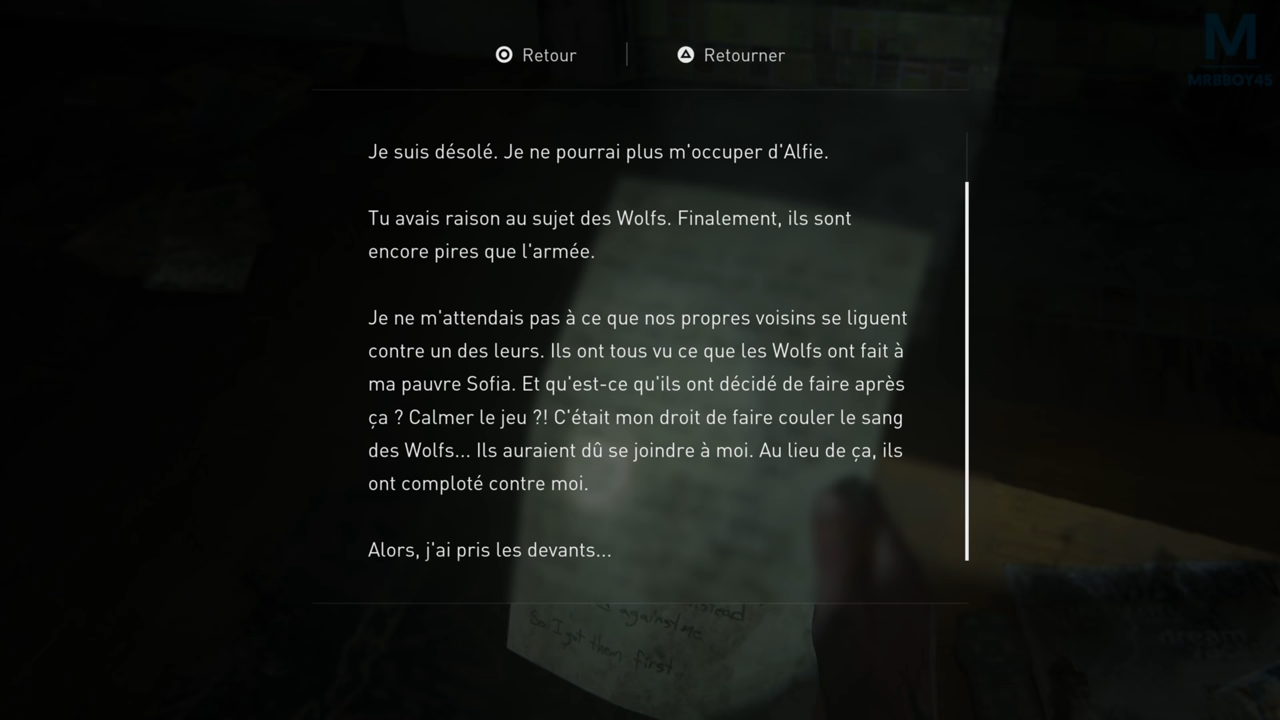 M
MRBBOY45
Retour
Retourner
Je suis désolé. Je ne pourrai plus m'occuper d'Alfie.
Tu avais raison au sujet des Wolfs. Finalement, ils sont
encore pires que l'armée.
Je ne m'attendais pas à ce que nos propres voisins se liguent
contre un des leurs. Ils ont tous vu ce que les Wolfs ont fait à
ma pauvre Sofia. Et qu'est-ce qu'ils ont décidé de faire après
ça ? Calmer le jeu ?! C'était mon droit de faire couler le sang
des Wolfs... Ils auraient dû se joindre à moi. Au lieu de ça, ils
ont comploté contre moi.
Alors, j'ai pris les devants...
against me
So I got them first